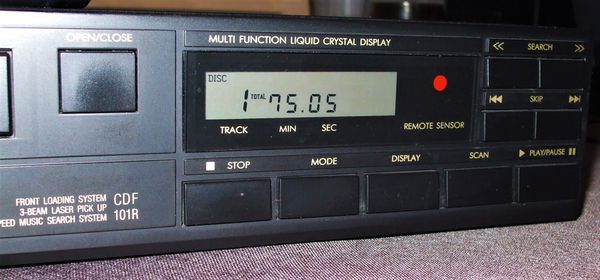 OPEN/CLOSE
MULTI FUNCTION LIQUID CRYSTAL DISPLAY
<< SEARCH >>
DISC
1 TOTAL 75.05
TRACK MIN SEC
REMOTE SENSOR
SKIP
STOP MODE DISPLAY SCAN PLAY/PAUSE
FRONT LOADING SYSTEM CDF
3-BEAM LASER PICK UP 101R
MUSIC SEARCH SYSTEM